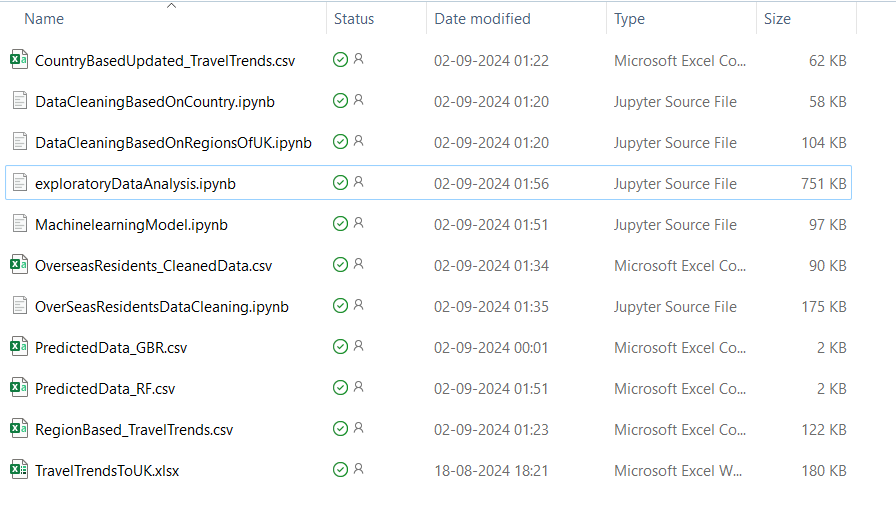 Name Status Date modified Type Size
CountryBasedUpdated_TravelTrends.csv 02-09-2024 01:22 Microsoft Excel Co... 62 KB
DataCleaningBasedOnCountry.ipynb 02-09-2024 01:20 Jupyter Source File 58 KB
DataCleaningBasedOnRegionsOfUK.ipynb 02-09-2024 01:20 Jupyter Source File 104 KB
exploratoryDataAnalysis.ipynb 02-09-2024 01:56 Jupyter Source File 751 KB
MachinelearningModel.ipynb 02-09-2024 01:51 Jupyter Source File 97 KB
OverseasResidents_CleanedData.csv 02-09-2024 01:34 Microsoft Excel Co... 90 KB
OverSeasResidentsDataCleaning.ipynb 02-09-2024 01:35 Jupyter Source File 175 KB
PredictedData_GBR.csv 02-09-2024 00:01 Microsoft Excel Co... 2 KB
PredictedData_RF.csv 02-09-2024 01:51 Microsoft Excel Co... 2 KB
RegionBased_TravelTrends.csv 02-09-2024 01:23 Microsoft Excel Co... 122 KB
TravelTrendsToUK.xlsx 18-08-2024 18:21 Microsoft Excel W... 180 KB